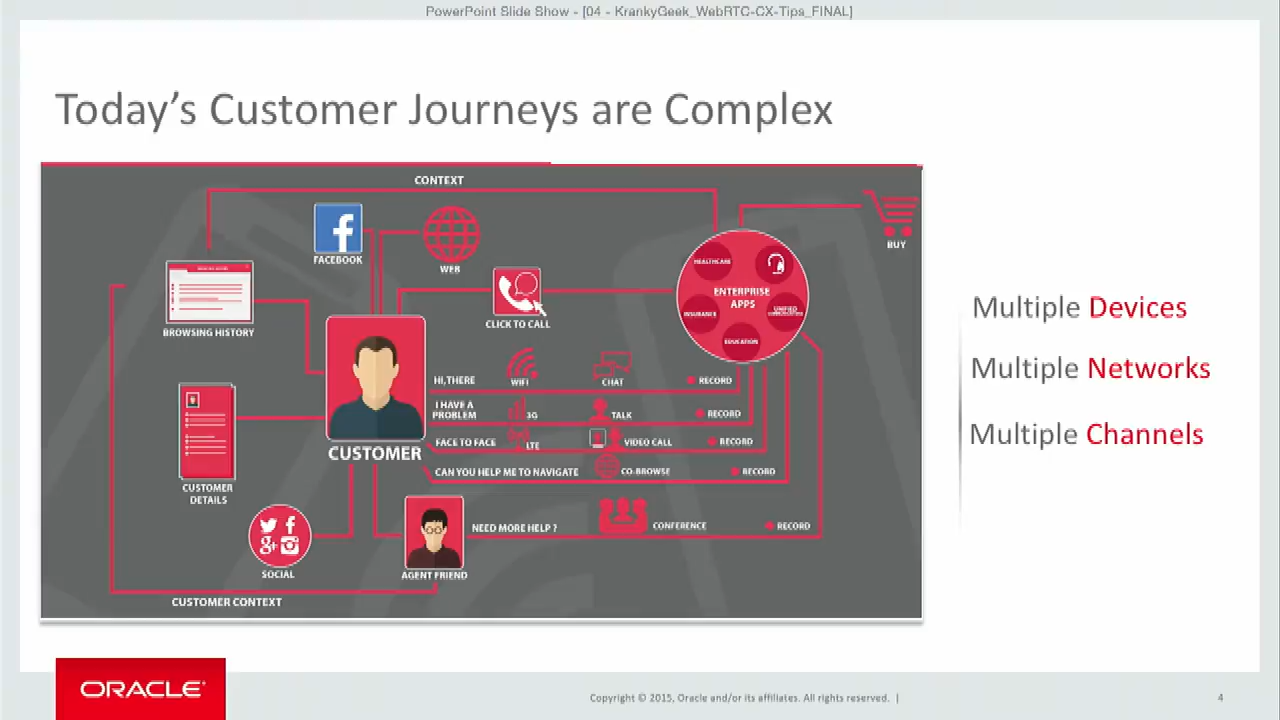 PowerPoint Slide Show - [04 - KrankyGeek_WebRTC-CX-Tips_FINAL]
Today's Customer Journeys are Complex
CONTEXT
FACEBOOK
WEB
BUY
HEALTHCARE
ENTERPRISE
APPS
INSURANCE
UNIFIED
COMMUNICATIONS
EDUCATION
BROWSING HISTORY
CLICK TO CALL
HI, THERE
WIFI
CHAT
RECORD
I HAVE A
PROBLEM
3G
TALK
RECORD
FACE TO FACE
LTE
VIDEO CALL
RECORD
CUSTOMER
CAN YOU HELP ME TO NAVIGATE
CO-BROWSE
RECORD
CUSTOMER
DETAILS
NEED MORE HELP ?
CONFERENCE
RECORD
g+
SOCIAL
AGENT FRIEND
CUSTOMER CONTEXT
Multiple Devices
Multiple Networks
Multiple Channels
ORACLE
Copyright © 2015, Oracle and/or its affiliates. All rights reserved. |
4